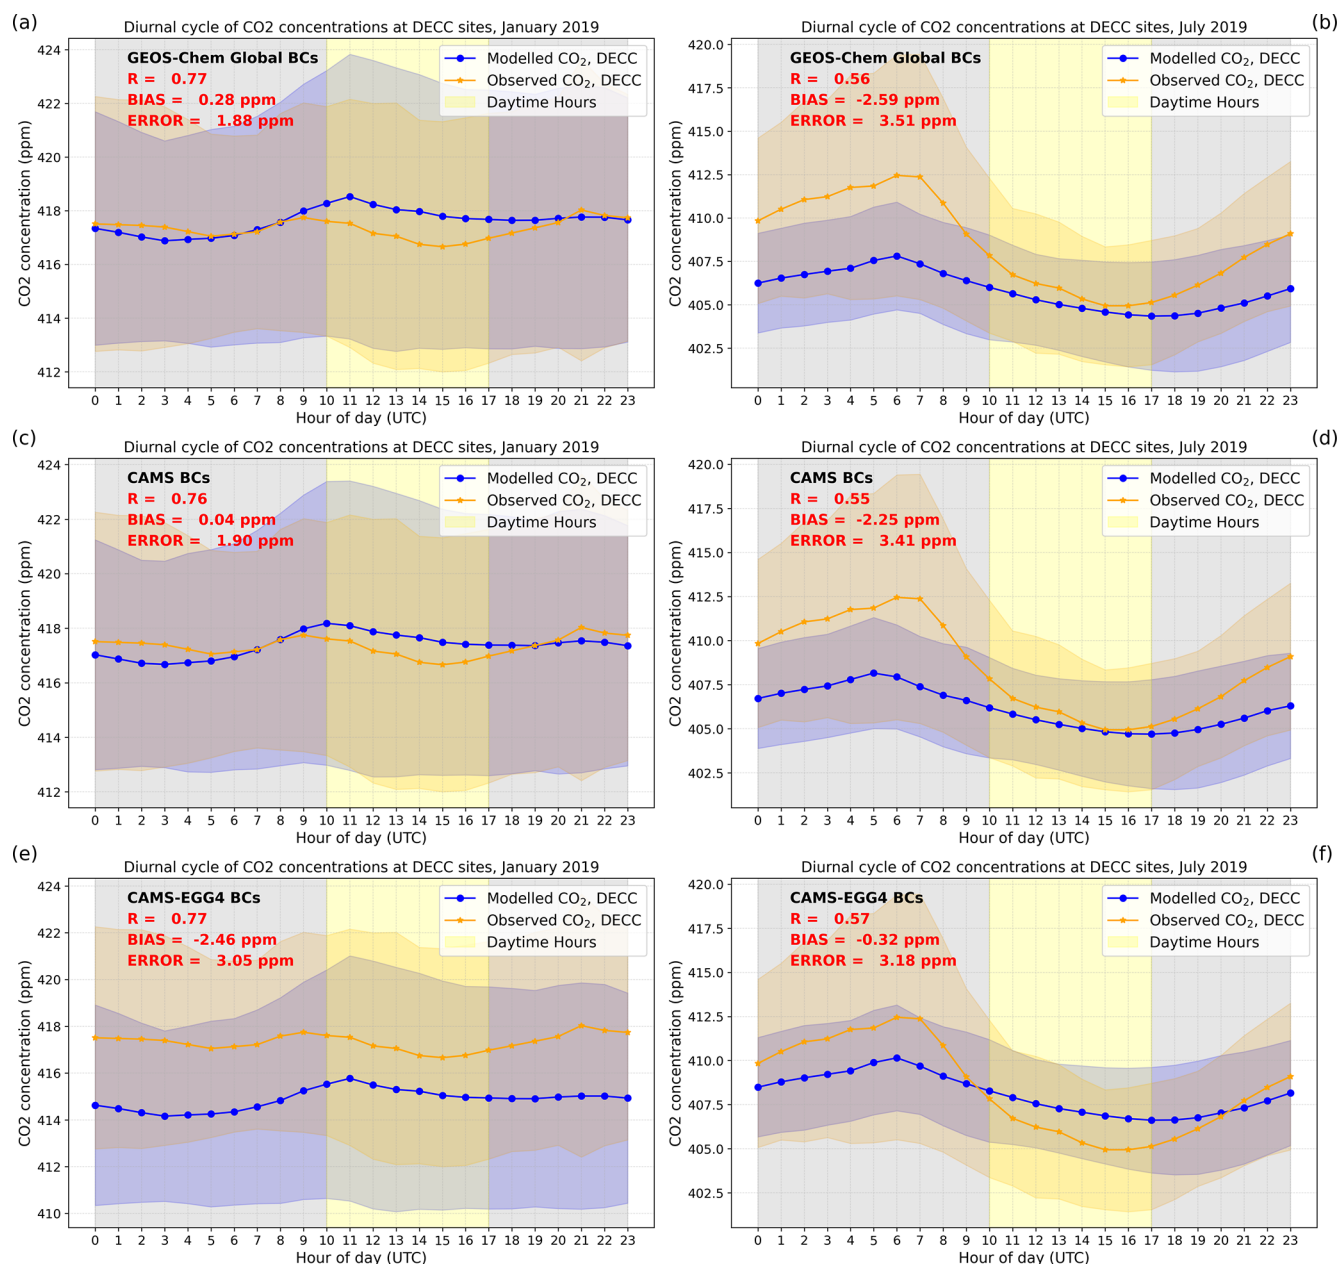 (a)
Diurnal cycle of CO2 concentrations at DECC sites, January 2019
GEOS-Chem Global BCs
R = 0.77
BIAS = 0.28 ppm
ERROR = 1.88 ppm
Modelled CO₂, DECC
Observed CO₂, DECC
Daytime Hours
CO2 concentration (ppm)
424
422
420
418
416
414
412
0 1 2 3 4 5 6 7 8 9 10 11 12 13 14 15 16 17 18 19 20 21 22 23
Hour of day (UTC)
(b)
Diurnal cycle of CO2 concentrations at DECC sites, July 2019
GEOS-Chem Global BCs
R = 0.56
BIAS = -2.59 ppm
ERROR = 3.51 ppm
Modelled CO₂, DECC
Observed CO₂, DECC
Daytime Hours
CO2 concentration (ppm)
420.0
417.5
415.0
412.5
410.0
407.5
405.0
402.5
0 1 2 3 4 5 6 7 8 9 10 11 12 13 14 15 16 17 18 19 20 21 22 23
Hour of day (UTC)
(c)
Diurnal cycle of CO2 concentrations at DECC sites, January 2019
CAMS BCs
R = 0.76
BIAS = 0.04 ppm
ERROR = 1.90 ppm
Modelled CO₂, DECC
Observed CO₂, DECC
Daytime Hours
CO2 concentration (ppm)
424
422
420
418
416
414
412
0 1 2 3 4 5 6 7 8 9 10 11 12 13 14 15 16 17 18 19 20 21 22 23
Hour of day (UTC)
(d)
Diurnal cycle of CO2 concentrations at DECC sites, July 2019
CAMS BCs
R = 0.55
BIAS = -2.25 ppm
ERROR = 3.41 ppm
Modelled CO₂, DECC
Observed CO₂, DECC
Daytime Hours
CO2 concentration (ppm)
420.0
417.5
415.0
412.5
410.0
407.5
405.0
402.5
0 1 2 3 4 5 6 7 8 9 10 11 12 13 14 15 16 17 18 19 20 21 22 23
Hour of day (UTC)
(e)
Diurnal cycle of CO2 concentrations at DECC sites, January 2019
CAMS-EGG4 BCs
R = 0.77
BIAS = -2.46 ppm
ERROR = 3.05 ppm
Modelled CO₂, DECC
Observed CO₂, DECC
Daytime Hours
CO2 concentration (ppm)
424
422
420
418
416
414
412
410
0 1 2 3 4 5 6 7 8 9 10 11 12 13 14 15 16 17 18 19 20 21 22 23
Hour of day (UTC)
(f)
Diurnal cycle of CO2 concentrations at DECC sites, July 2019
CAMS-EGG4 BCs
R = 0.57
BIAS = -0.32 ppm
ERROR = 3.18 ppm
Modelled CO₂, DECC
Observed CO₂, DECC
Daytime Hours
CO2 concentration (ppm)
420.0
417.5
415.0
412.5
410.0
407.5
405.0
402.5
0 1 2 3 4 5 6 7 8 9 10 11 12 13 14 15 16 17 18 19 20 21 22 23
Hour of day (UTC)